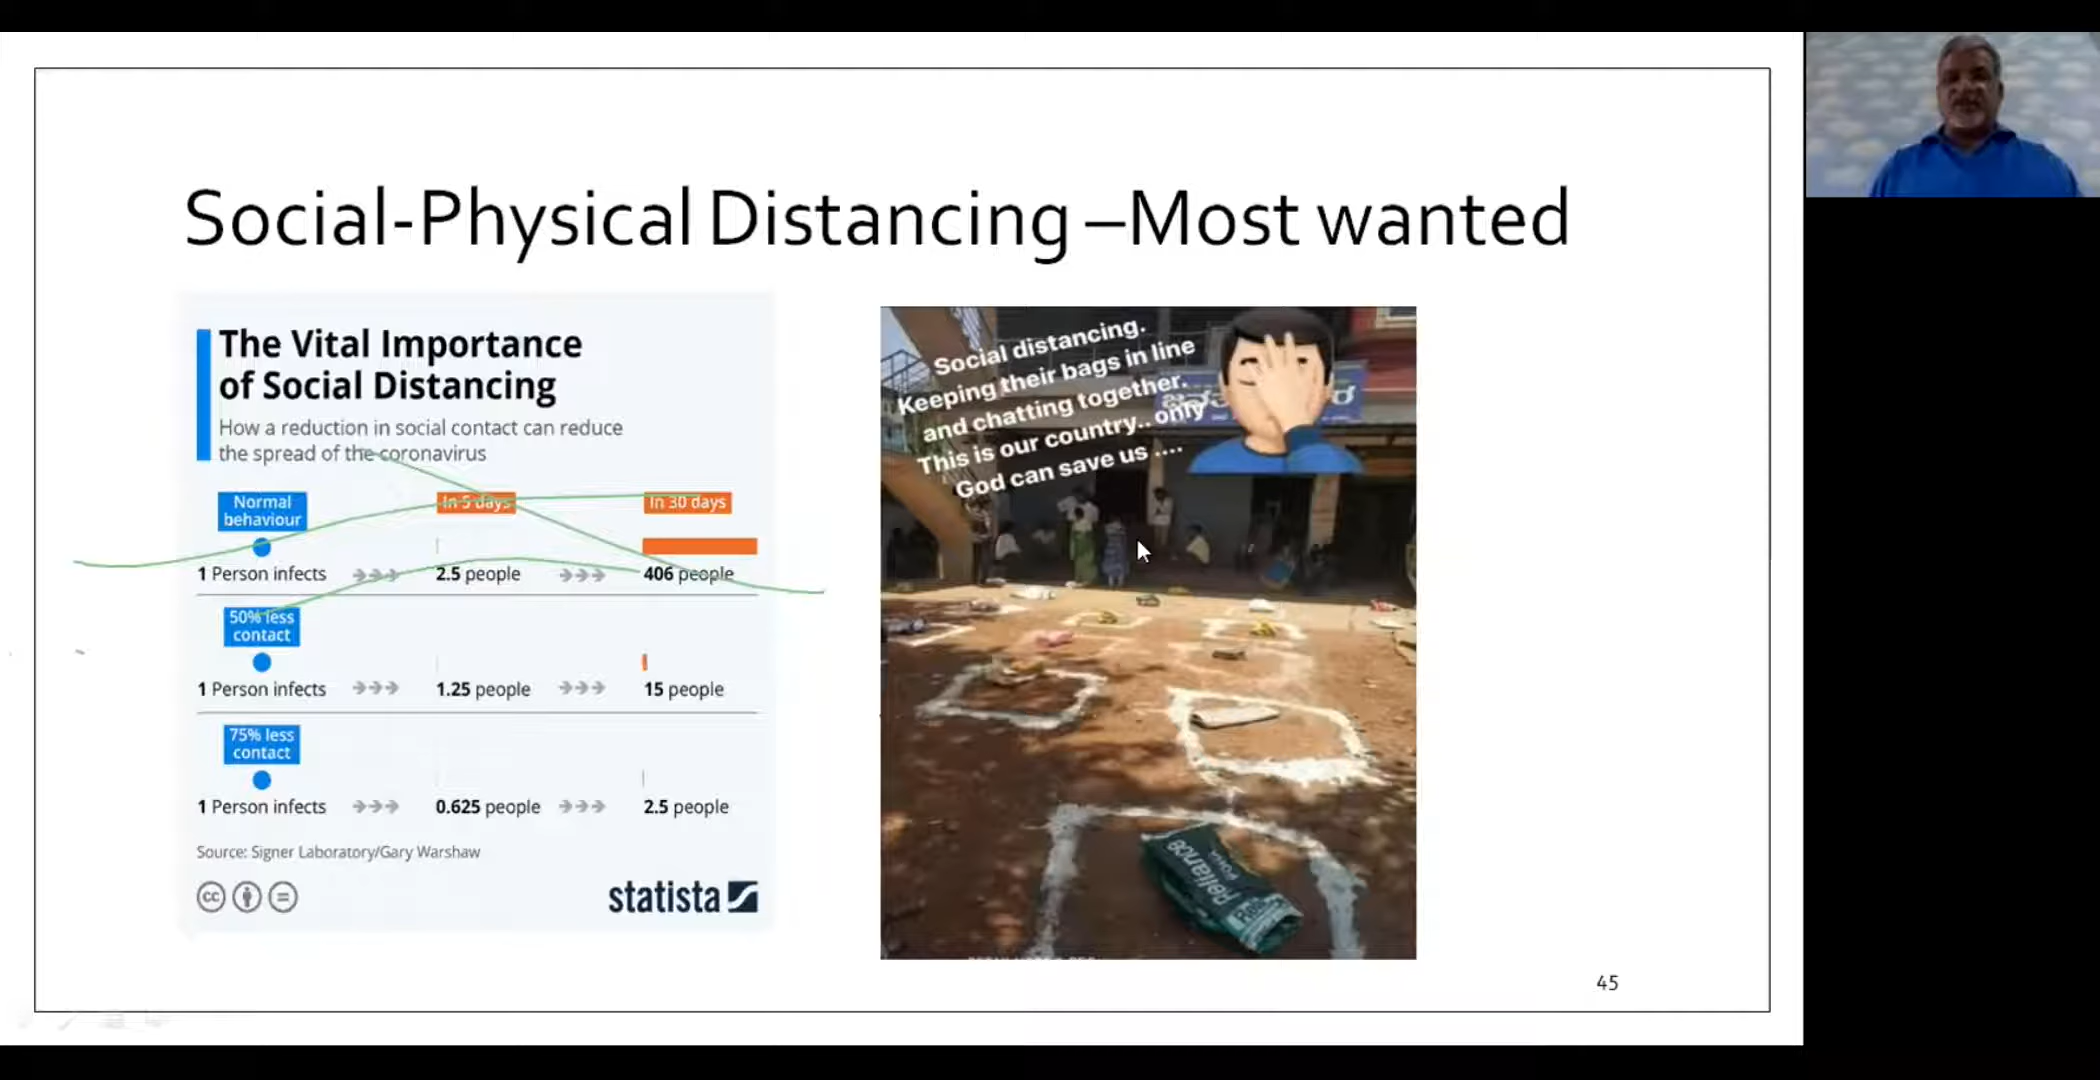 Social-Physical Distancing –Most wanted
The Vital Importance
of Social Distancing
How a reduction in social contact can reduce
the spread of the coronavirus
Normal
behaviour
In 5 days
In 30 days
1 Person infects
2.5 people
406 people
50% less
contact
1 Person infects
1.25 people
15 people
75% less
contact
1 Person infects
0.625 people
2.5 people
Source: Signer Laboratory/Gary Warshaw
cc
statista
Social distancing.
Keeping their bags in line
and chatting together.
This is our country.. only
God can save us ....
Reliance
45